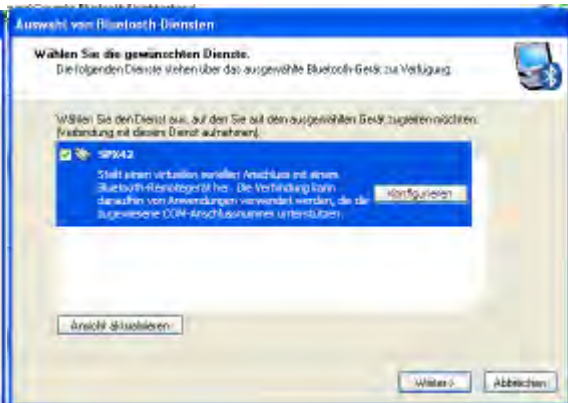 Auswahl von Bluetooth-Diensten
Wählen Sie die gewünschten Dienste.
Die folgenden Dienste stehen über das ausgewählte Bluetooth-Gerät zur Verfügung.
Wählen Sie den Dienst aus, auf den Sie auf dem ausgewählten Gerät zugreifen möchten.
(Verbindung mit diesem Dienst aufnehmen).
SPX42
Stellt einen virtuellen seriellen Anschluss mit einem
Bluetooth-Remotegerät her. Die Verbindung kann
daraufhin von Anwendungen verwendet werden, die die
zugewiesene COM-Anschlussnummer unterstützen.
Konfigurieren
Ansicht aktualisieren
Weiter >
Abbrechen